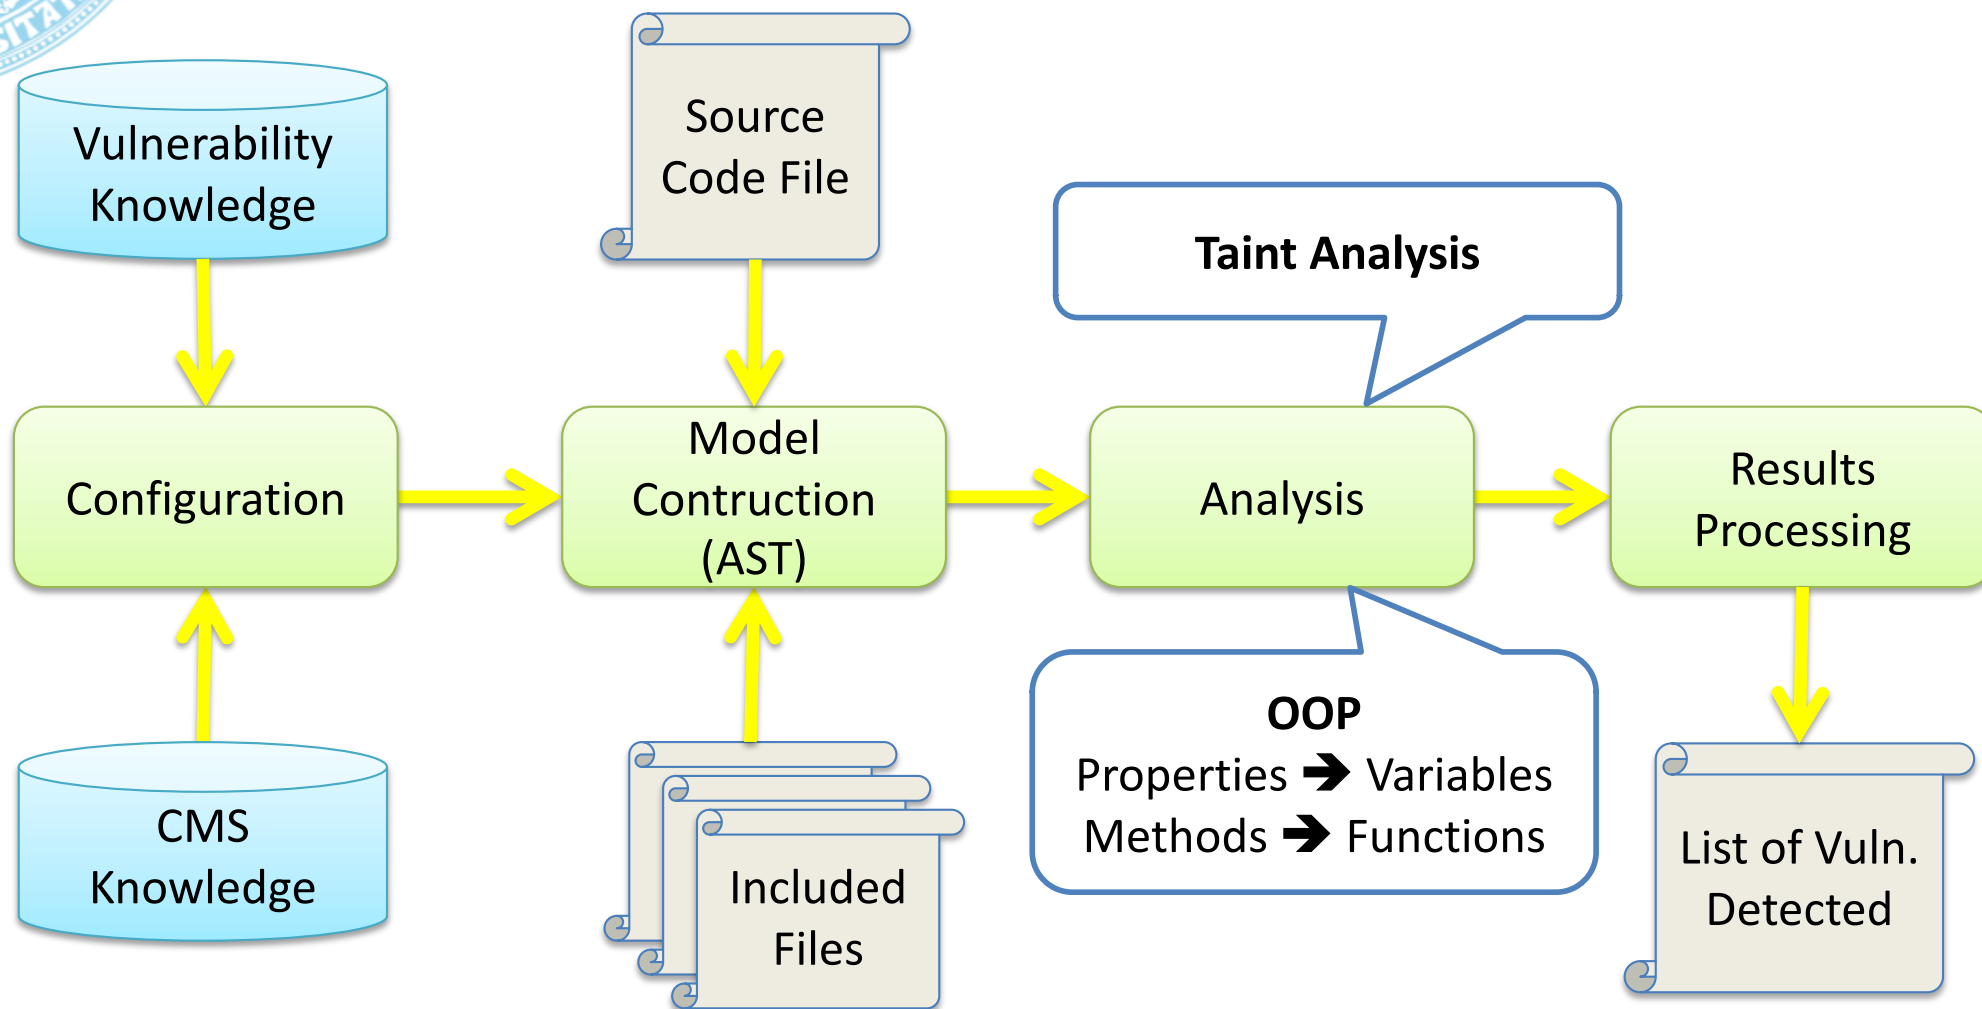 Vulnerability
Knowledge
Source
Code File
Taint Analysis
Configuration
Model
Contruction
(AST)
Analysis
Results
Processing
CMS
Knowledge
Included
Files
OOP
Properties ➔ Variables
Methods ➔ Functions
List of Vuln.
Detected